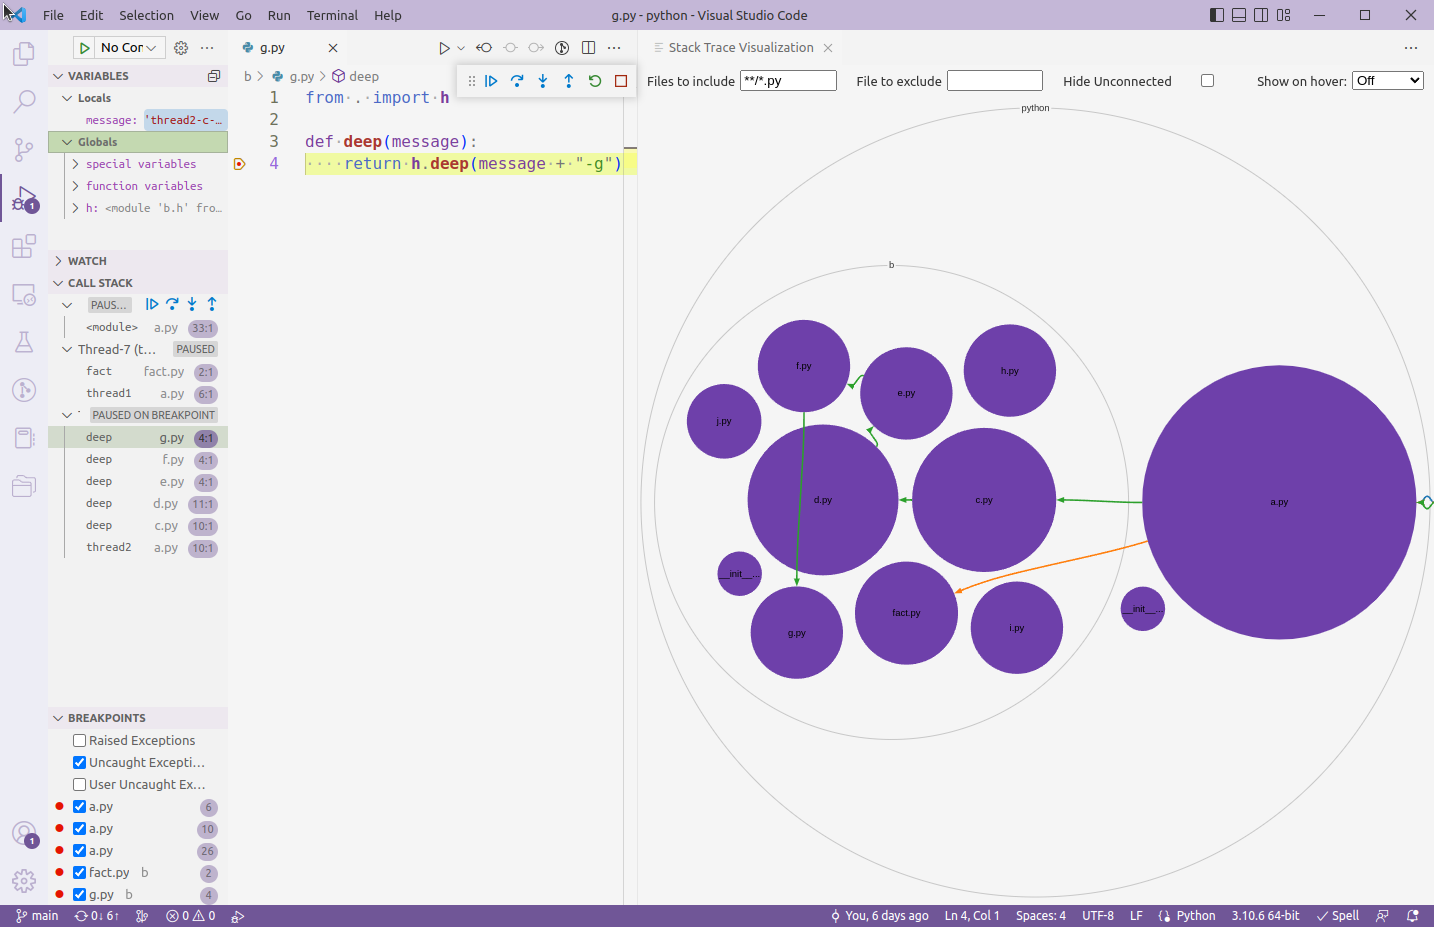 File Edit Selection View Go Run Terminal Help
g.py - python - Visual Studio Code
No Cor
VARIABLES
Locals
message: 'thread2-c-...
Globals
special variables
function variables
h: <module 'b.h' fro...
WATCH
CALL STACK
PAUS...
<module> a.py 33:1
Thread-7 (t... PAUSED
fact fact.py 2:1
thread1 a.py 6:1
PAUSED ON BREAKPOINT
deep g.py 4:1
deep f.py 4:1
deep e.py 4:1
deep d.py 11:1
deep c.py 10:1
thread2 a.py 10:1
BREAKPOINTS
Raised Exceptions
Uncaught Excepti...
User Uncaught Ex...
a.py 6
a.py 10
a.py 26
fact.py b 2
g.py b 4
1
1
g.py
b > g.py > deep
1 from . import h
2
3 def deep(message):
4 ····return h.deep(message + "-g")
Stack Trace Visualization
Files to include **/*.py File to exclude Hide Unconnected Show on hover: Off
python
b
f.py
h.py
e.py
j.py
d.py
c.py
a.py
__init__...
fact.py
g.py
i.py
__init__...
main 0↓ 6↑ 0 0
You, 6 days ago Ln 4, Col 1 Spaces: 4 UTF-8 LF Python 3.10.6 64-bit Spell